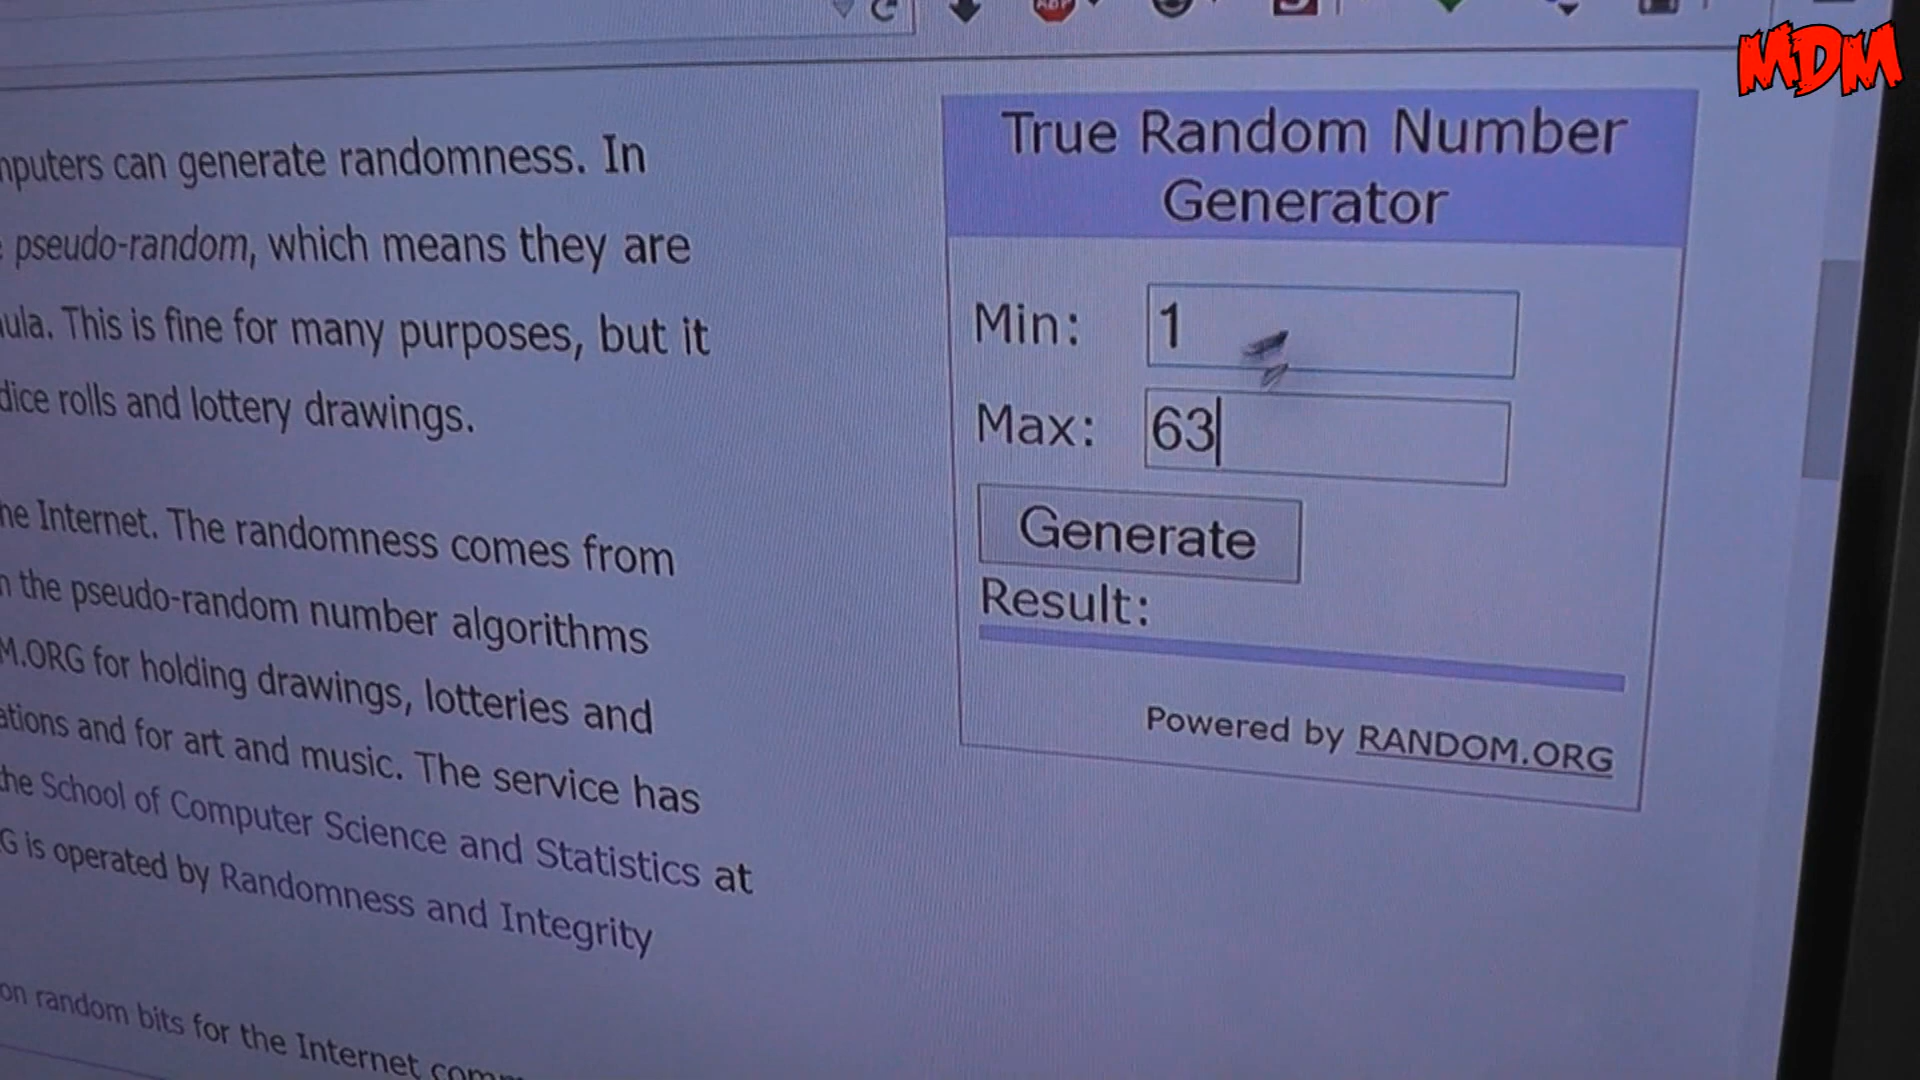 computers can generate randomness. In
pseudo-random, which means they are
This is fine for many purposes, but it
dice rolls and lottery drawings.
the Internet. The randomness comes from
the pseudo-random number algorithms
M.ORG for holding drawings, lotteries and
ations and for art and music. The service has
the School of Computer Science and Statistics at
G is operated by Randomness and Integrity
on random bits for the Internet
True Random Number
Generator
Min: 1
Max: 63
Generate
Result:
Powered by RANDOM.ORG
MDM